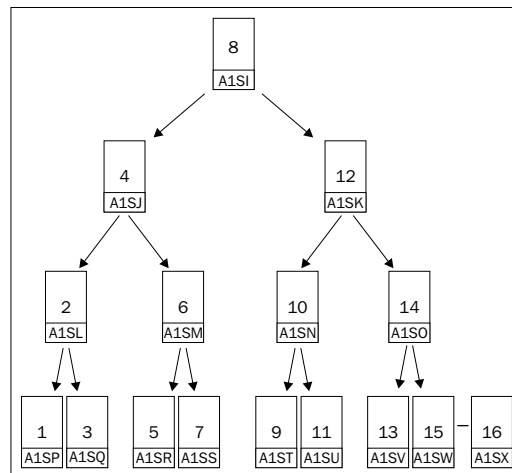 8
A1SI
4
12
A1SJ
A1SK
2
6
10
14
A1SL
A1SM
A1SN
A1SO
1 3 5 7 9 11 13 15 – 16
A1SP A1SQ A1SR A1SS A1ST A1SU A1SV A1SW A1SX